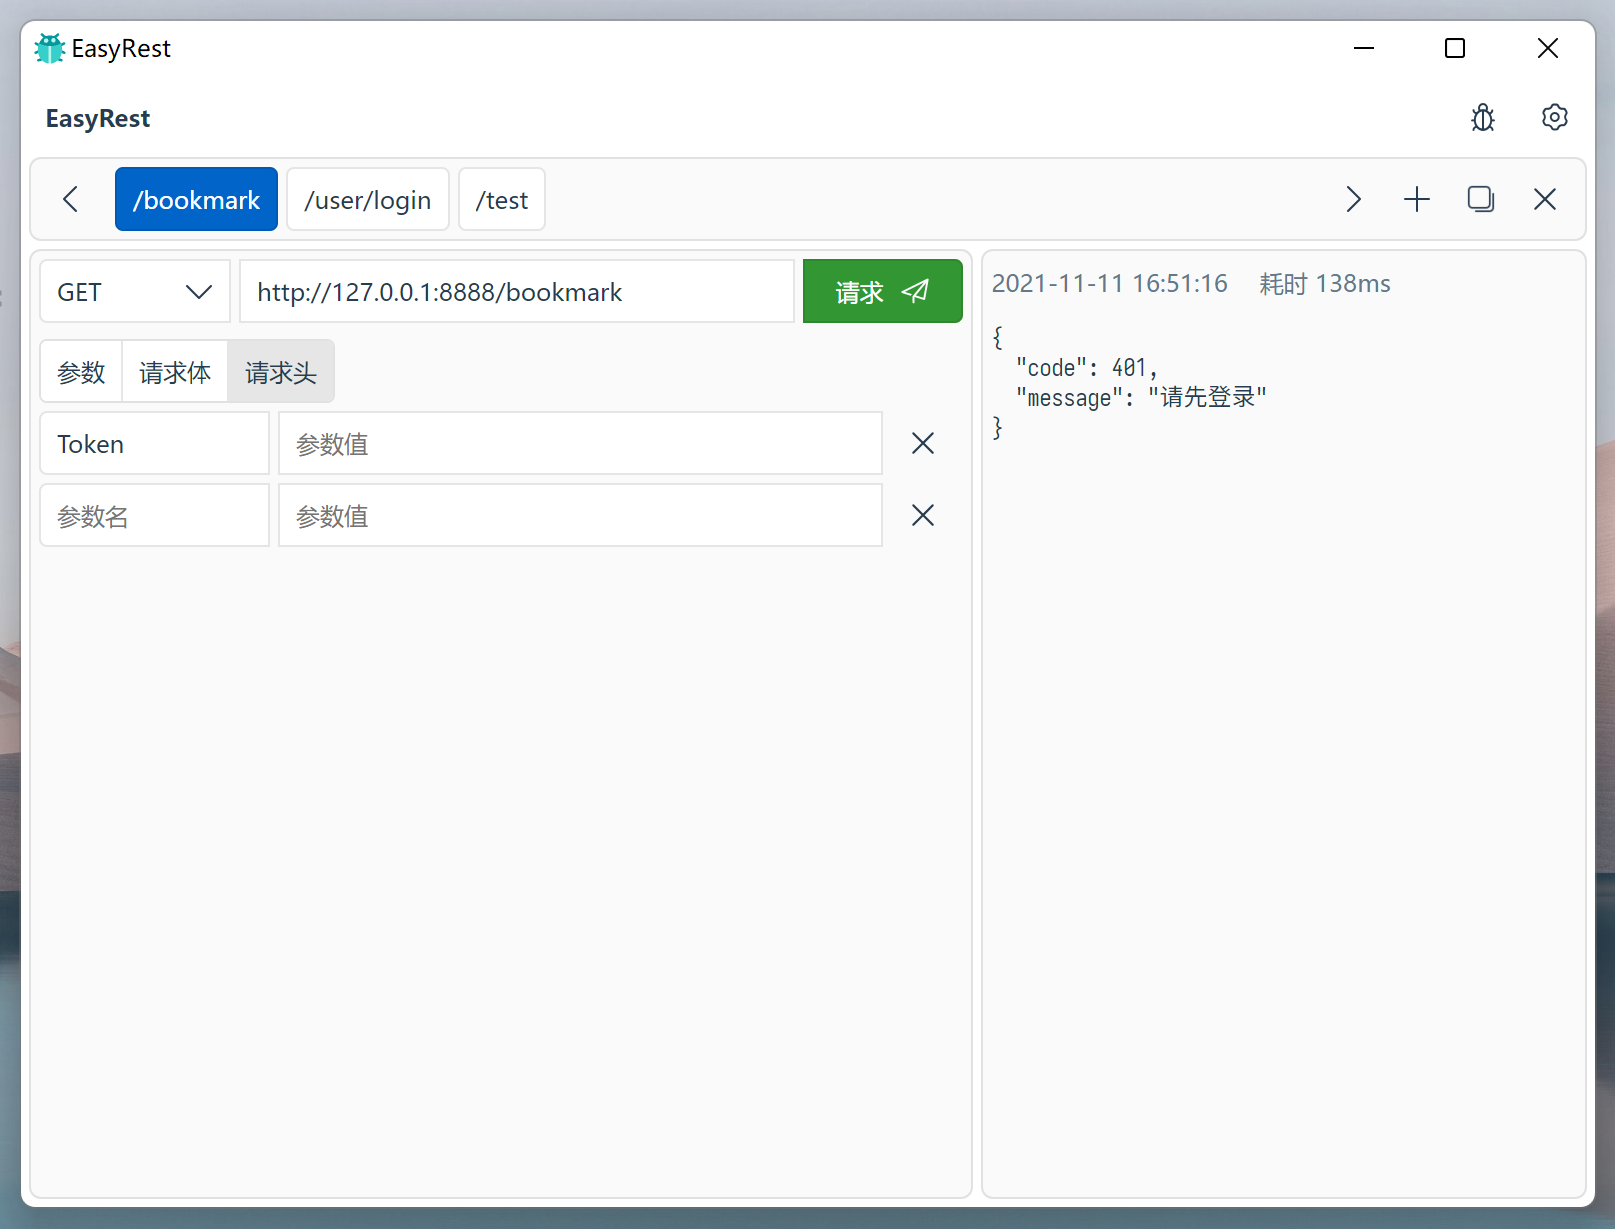 EasyRest
EasyRest
/bookmark /user/login /test
GET http://127.0.0.1:8888/bookmark 请求
参数 请求体 请求头
Token 参数值
参数名 参数值
2021-11-11 16:51:16 耗时 138ms
{
"code": 401,
"message": "请先登录"
}